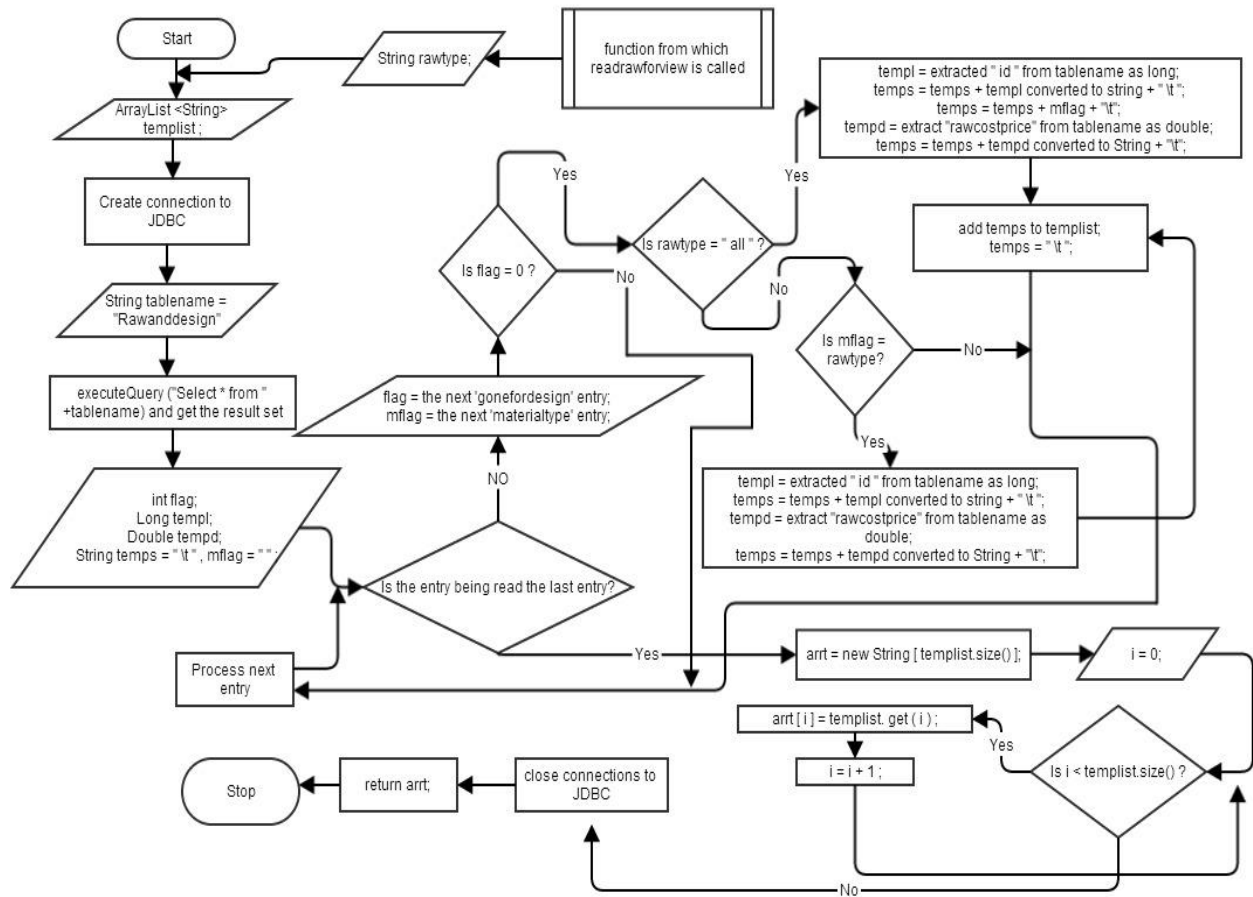 Start
String rawtype;
function from which
readrawforview is called
ArrayList <String>
templist ;
Create connection to
JDBC
String tablename =
"Rawanddesign"
executeQuery ("Select * from "
+tablename) and get the result set
int flag;
Long templ;
Double tempd;
String temps = " \t " , mflag = " " ;
Is the entry being read the last entry?
NO
flag = the next 'gonefordesign' entry;
mflag = the next 'materialtype' entry;
Is flag = 0 ?
Yes
No
Is rawtype = " all " ?
Yes
No
templ = extracted " id " from tablename as long;
temps = temps + templ converted to string + " \t ";
temps = temps + mflag + "\t");
tempd = extract "rawcostprice" from tablename as double;
temps = temps + tempd converted to String + "\t";
add temps to templist;
temps = " \t ";
Is mflag =
rawtype?
No
Yes
templ = extracted " id " from tablename as long;
temps = temps + templ converted to string + " \t ";
tempd = extract "rawcostprice" from tablename as
double;
temps = temps + tempd converted to String + "\t";
Process next
entry
Yes
arrt = new String [ templist.size() ];
i = 0;
Is i < templist.size() ?
Yes
arrt [ i ] = templist. get ( i ) ;
i = i + 1 ;
No
close connections to
JDBC
return arrt;
Stop